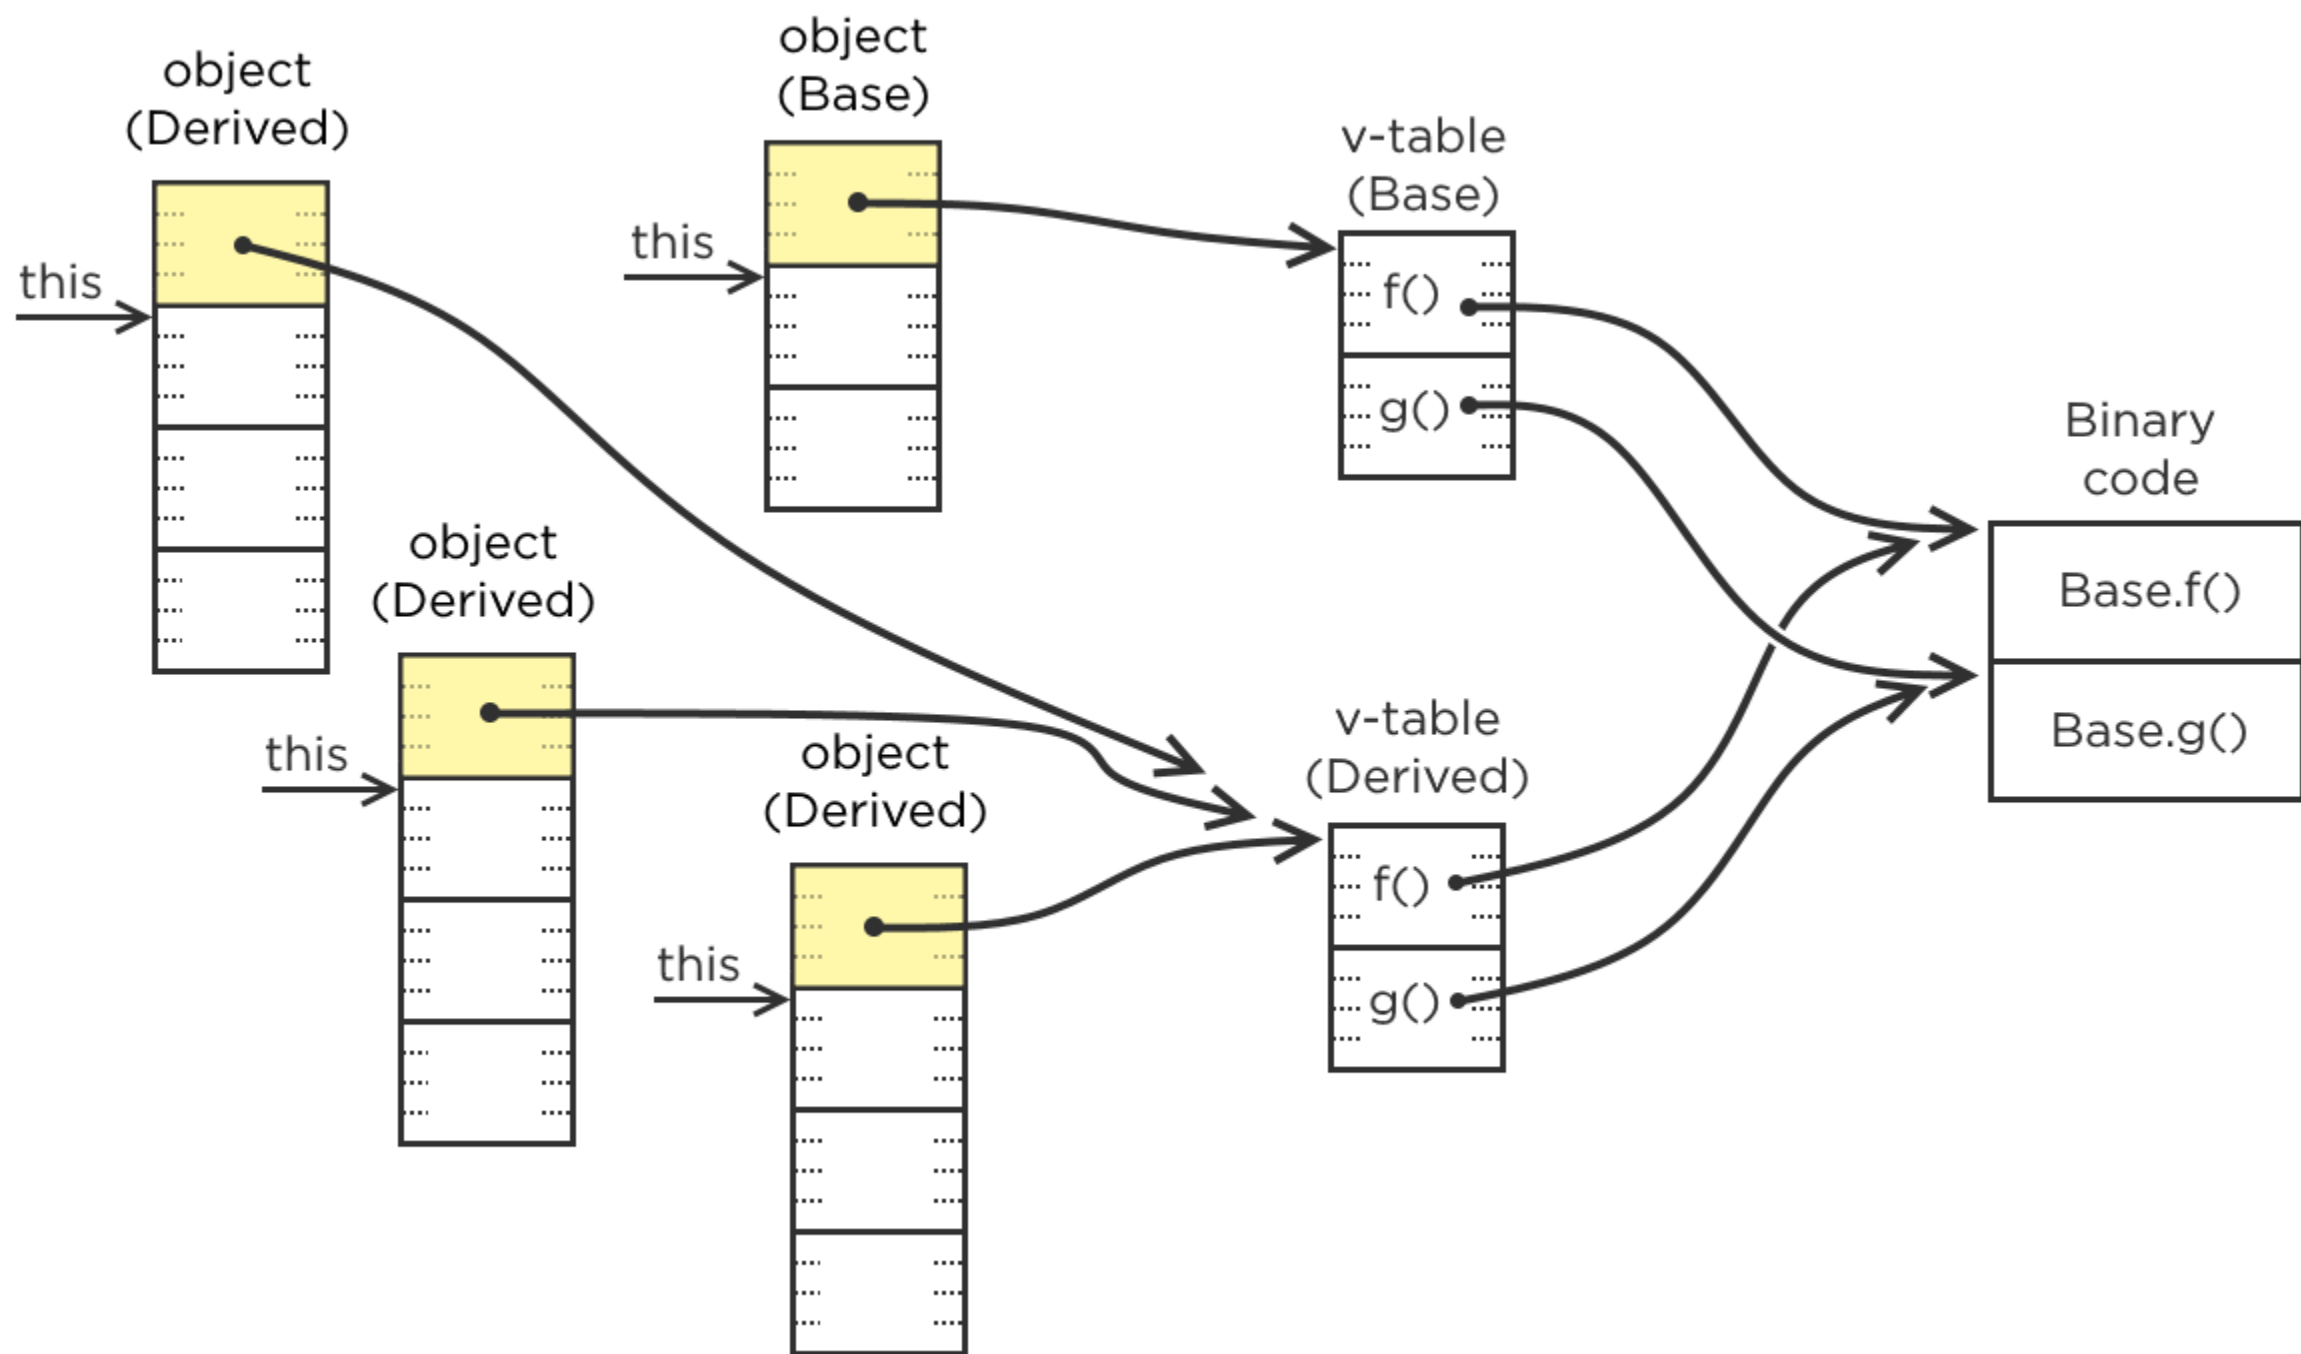 object
(Derived)
this
object
(Base)
this
v-table
(Base)
f()
g()
Binary
code
Base.f()
Base.g()
object
(Derived)
this
object
(Derived)
this
v-table
(Derived)
f()
g()